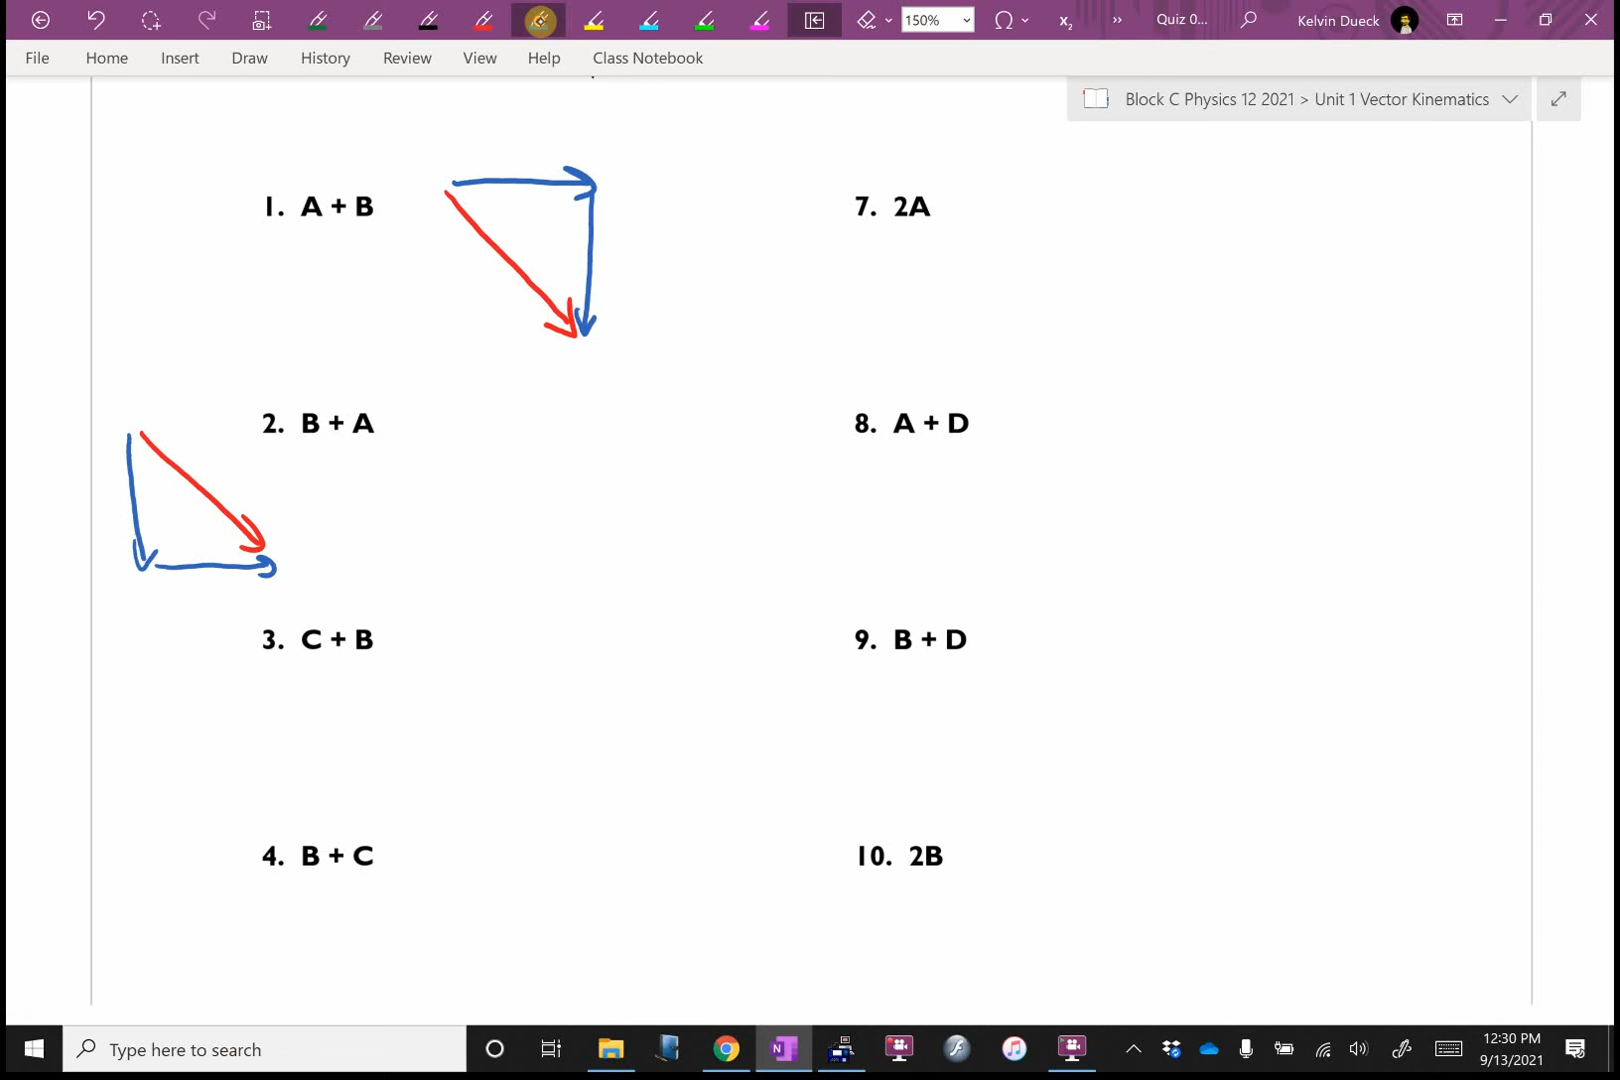 150%
x₂
Quiz 0...
Kelvin Dueck
File
Home
Insert
Draw
History
Review
View
Help
Class Notebook
Block C Physics 12 2021 > Unit 1 Vector Kinematics
1. A + B
2. B + A
3. C + B
4. B + C
7. 2A
8. A + D
9. B + D
10. 2B
Type here to search
12:30 PM
9/13/2021